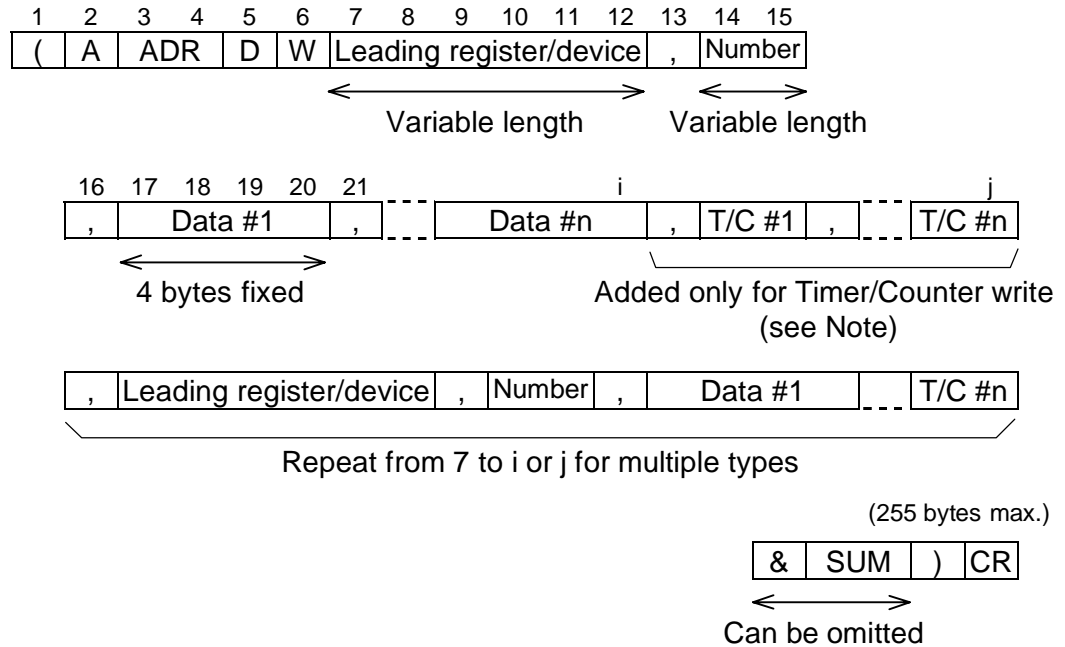 1 2 3 4 5 6 7 8 9 10 11 12 13 14 15
( A ADR D W Leading register/device , Number
Variable length Variable length
16 17 18 19 20 21 i j
, Data #1 , Data #n , T/C #1 , T/C #n
4 bytes fixed Added only for Timer/Counter write
(see Note)
, Leading register/device , Number , Data #1 T/C #n
Repeat from 7 to i or j for multiple types
(255 bytes max.)
& SUM ) CR
Can be omitted